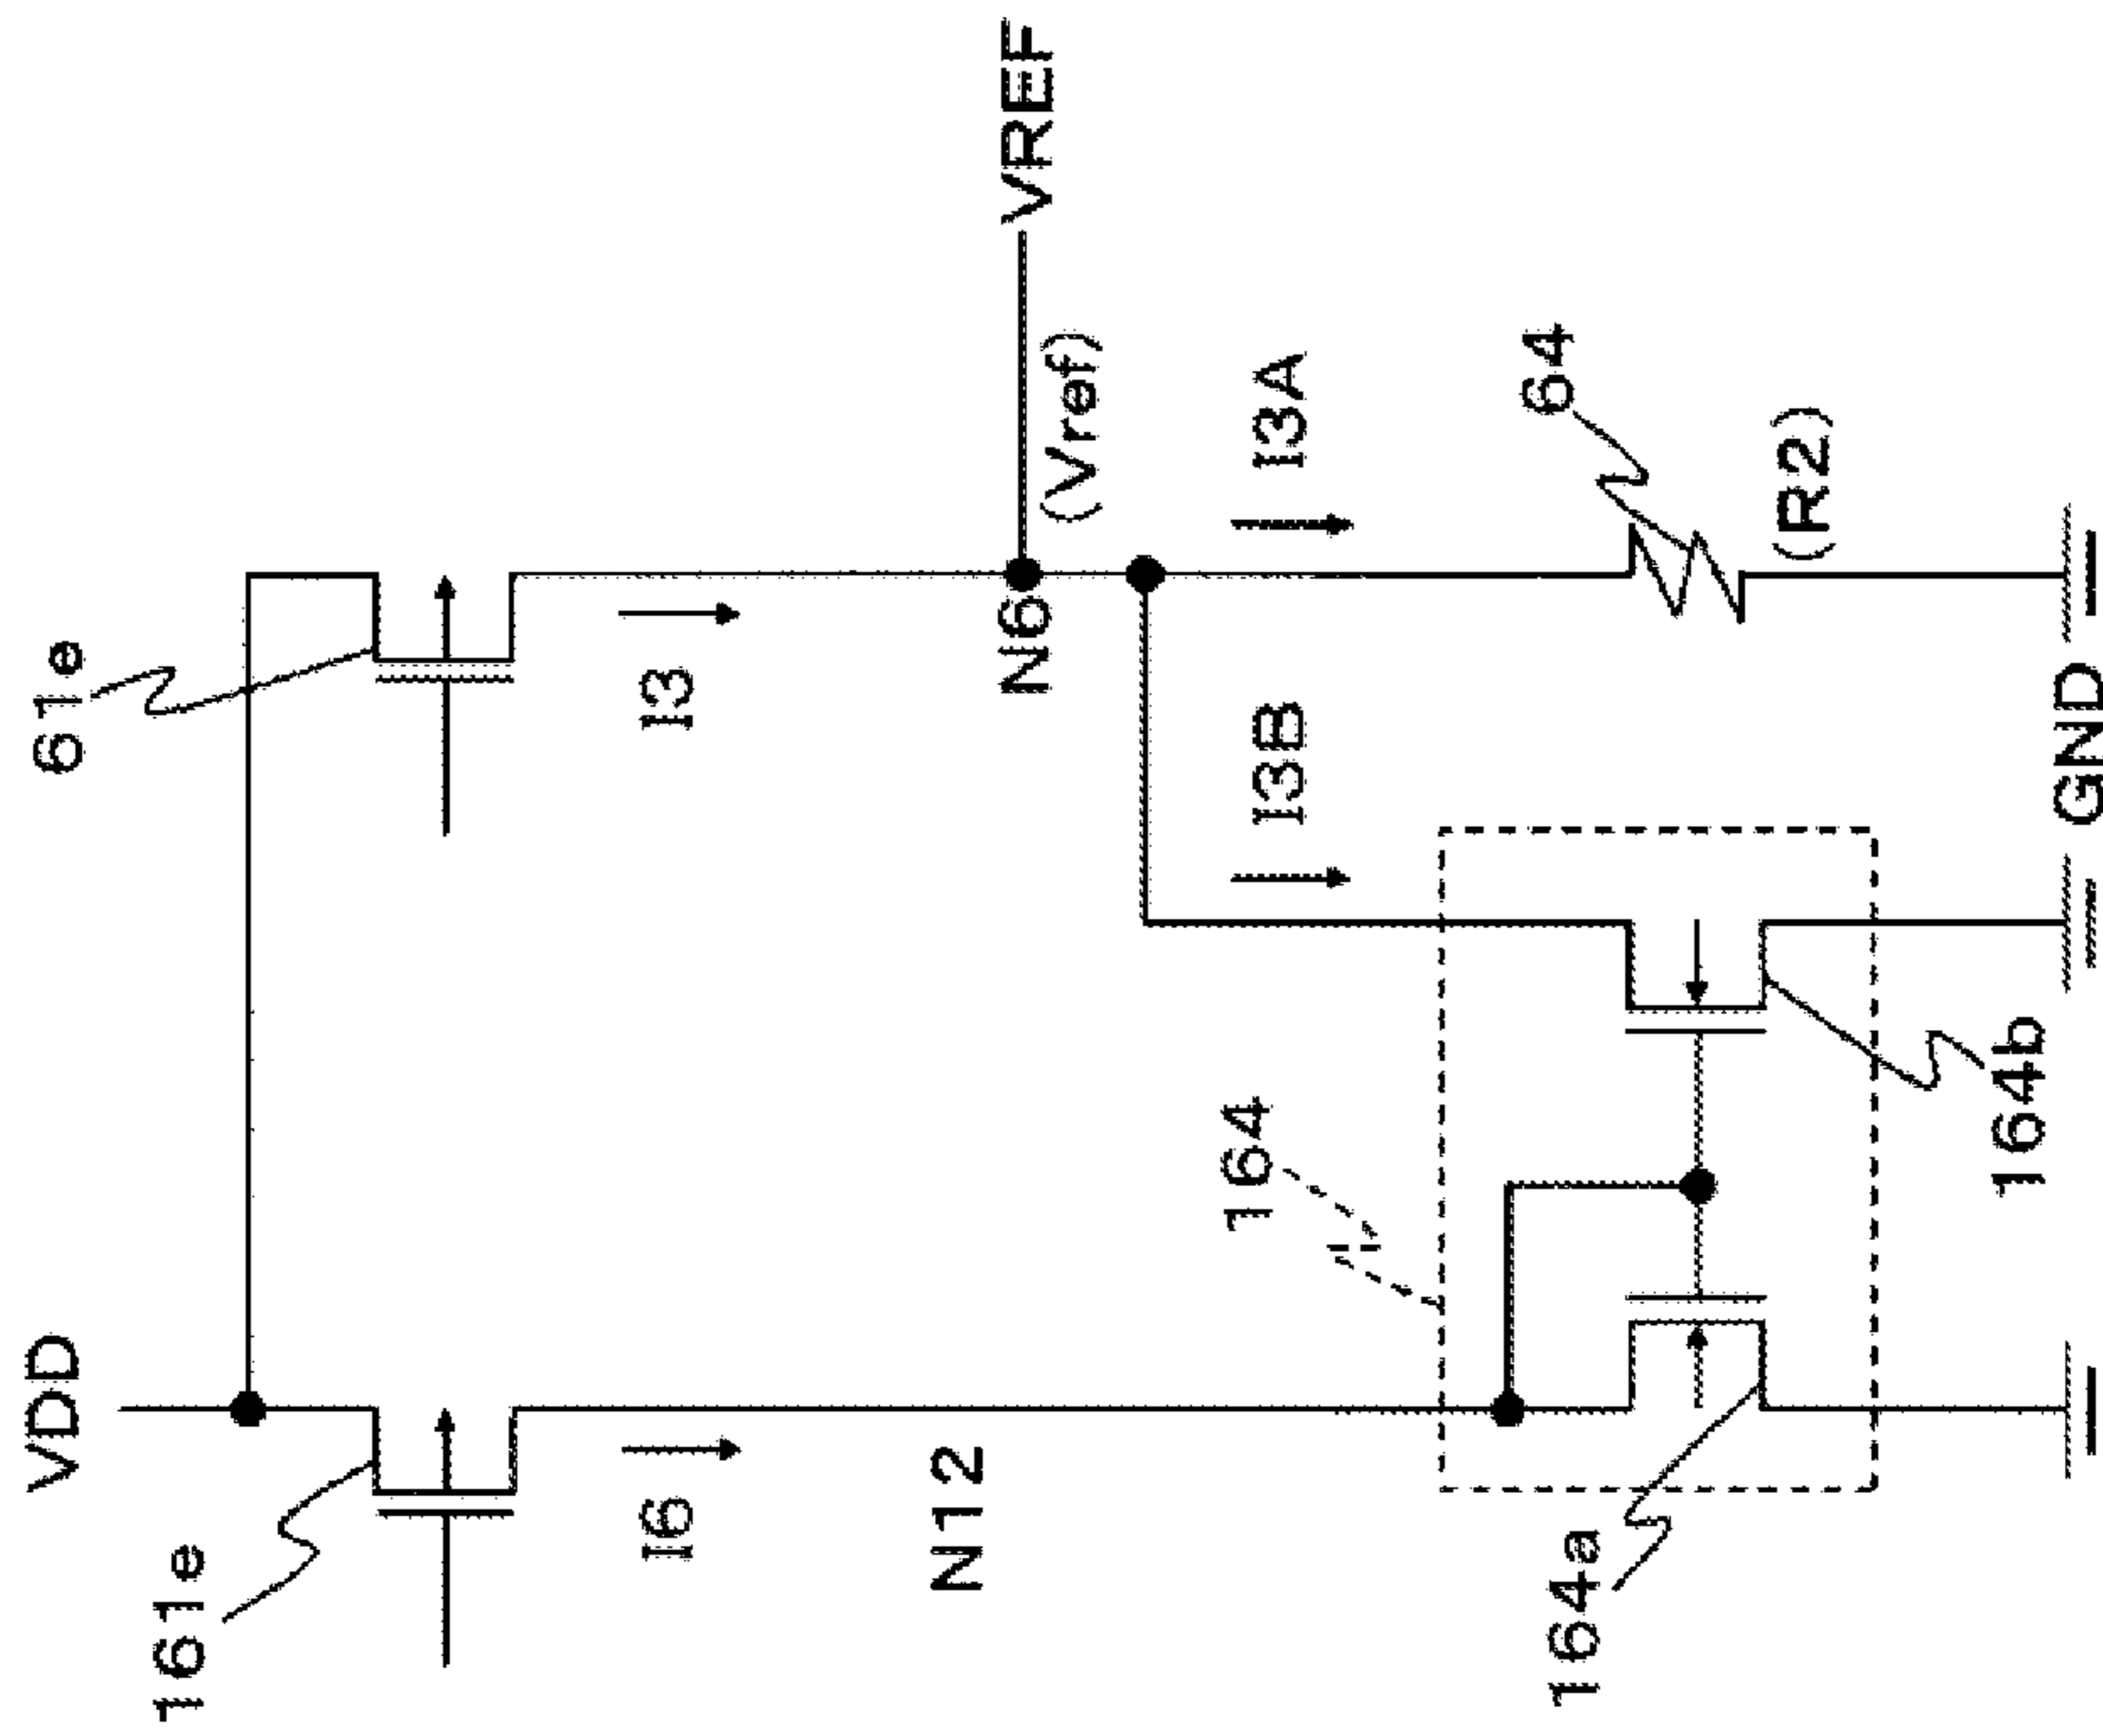 VDD
161e
61e
I6
I3
N12
N6
VREF
(Vref)
I3B
I3A
164
64
(R2)
164a
164b
GND